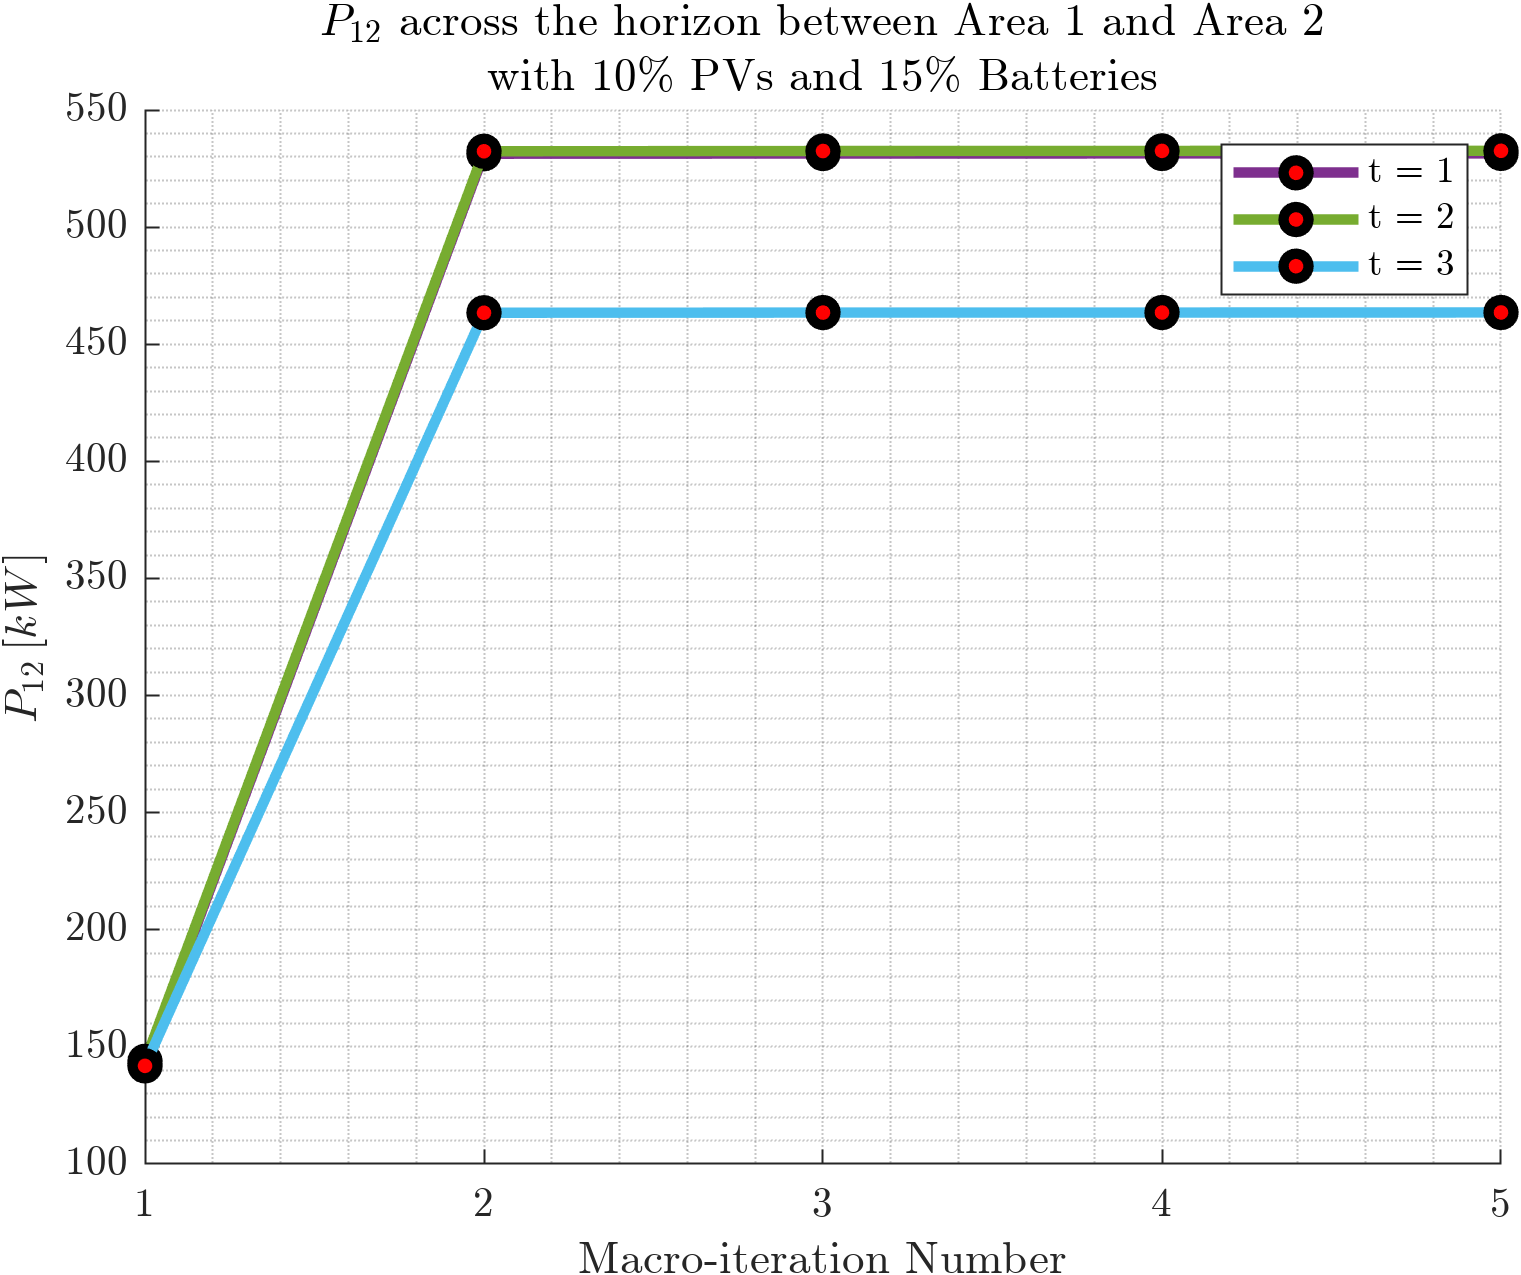 P₁₂ across the horizon between Area 1 and Area 2
with 10% PVs and 15% Batteries
550
500
450
400
350
300
250
200
150
100
P₁₂ [kW]
t = 1
t = 2
t = 3
1 2 3 4 5
Macro-iteration Number